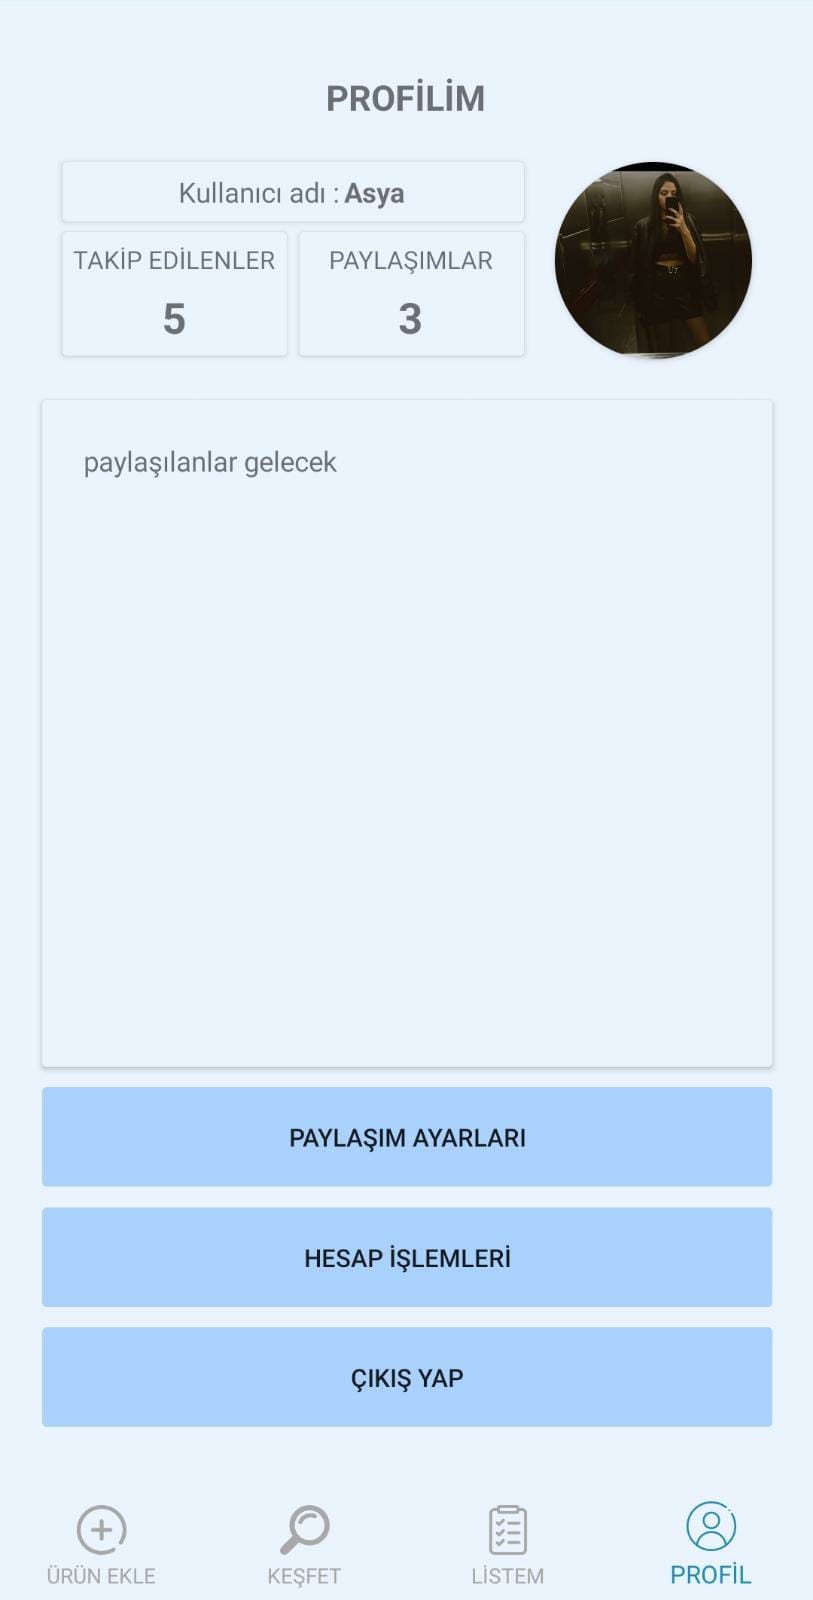 PROFİLİM
Kullanıcı adı : Asya
TAKİP EDİLENLER
5
PAYLAŞIMLAR
3
paylaşılanlar gelecek
PAYLAŞIM AYARLARI
HESAP İŞLEMLERİ
ÇIKIŞ YAP
ÜRÜN EKLE
KEŞFET
LİSTEM
PROFİL